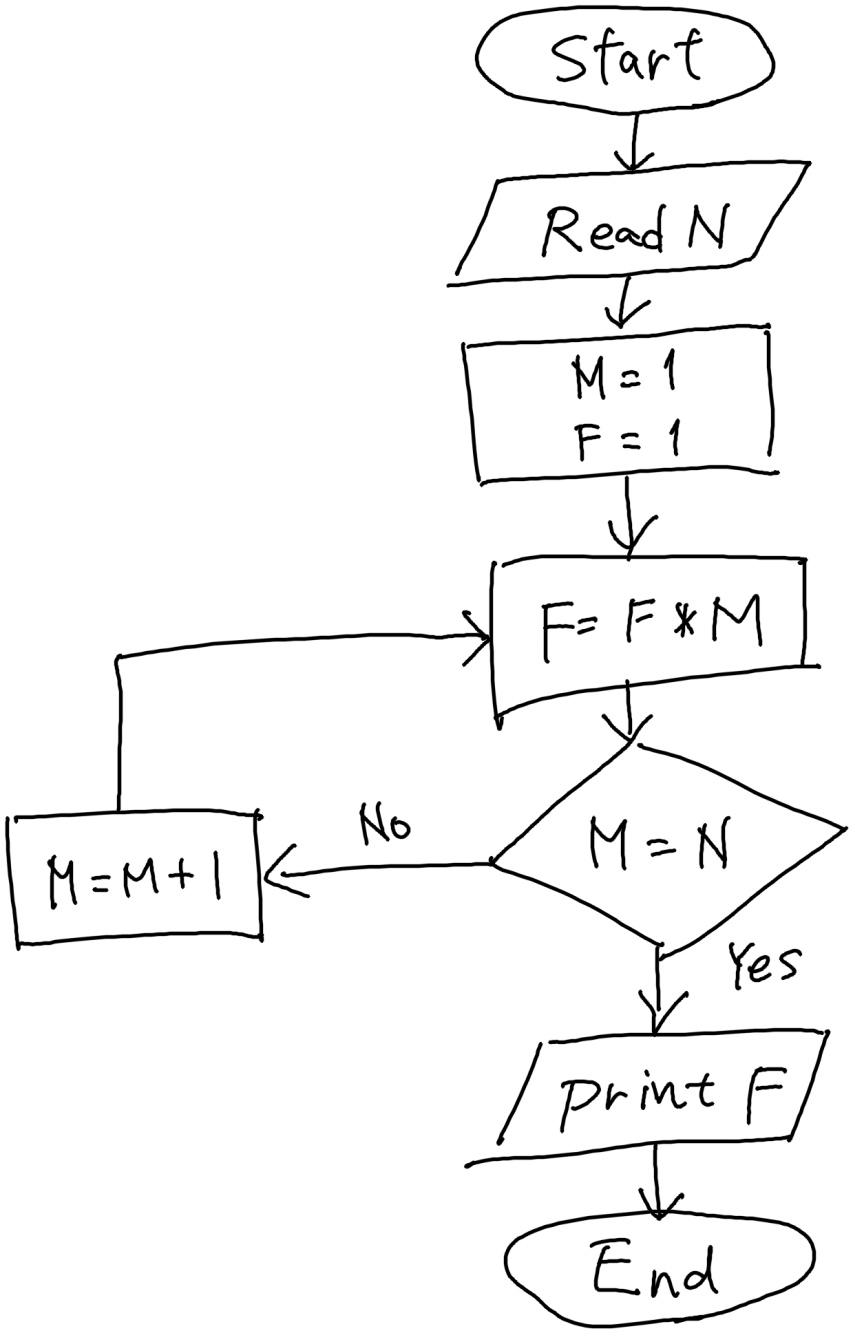 Start
Read N
M = 1
F = 1
F = F * M
M = N
No
M = M + 1
Yes
print F
End